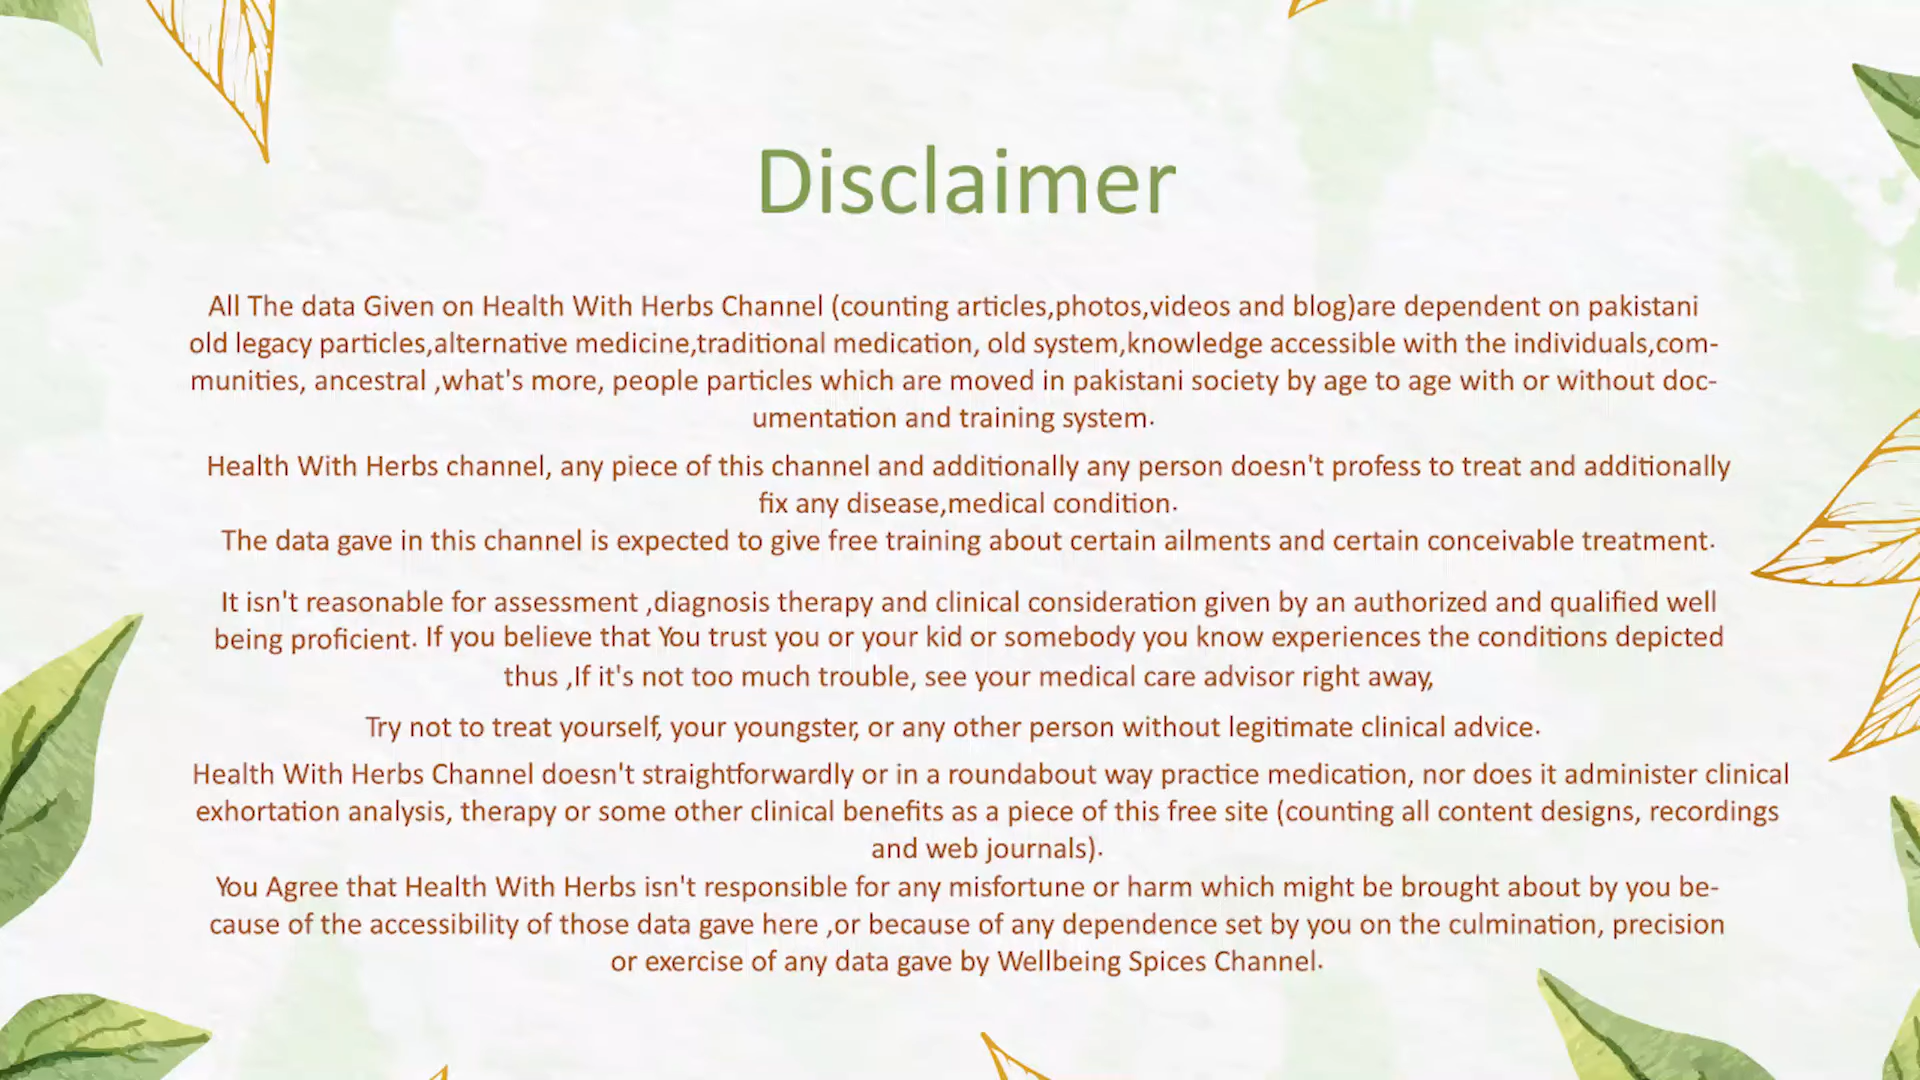 Disclaimer
All The data Given on Health With Herbs Channel (counting articles,photos,videos and blog)are dependent on pakistani
old legacy particles,alternative medicine,traditional medication, old system,knowledge accessible with the individuals,com-
munities, ancestral ,what's more, people particles which are moved in pakistani society by age to age with or without doc-
umentation and training system.
Health With Herbs channel, any piece of this channel and additionally any person doesn't profess to treat and additionally
fix any disease,medical condition.
The data gave in this channel is expected to give free training about certain ailments and certain conceivable treatment.
It isn't reasonable for assessment ,diagnosis therapy and clinical consideration given by an authorized and qualified well
being proficient. If you believe that You trust you or your kid or somebody you know experiences the conditions depicted
thus ,If it's not too much trouble, see your medical care advisor right away,
Try not to treat yourself, your youngster, or any other person without legitimate clinical advice.
Health With Herbs Channel doesn't straightforwardly or in a roundabout way practice medication, nor does it administer clinical
exhortation analysis, therapy or some other clinical benefits as a piece of this free site (counting all content designs, recordings
and web journals).
You Agree that Health With Herbs isn't responsible for any misfortune or harm which might be brought about by you be-
cause of the accessibility of those data gave here ,or because of any dependence set by you on the culmination, precision
or exercise of any data gave by Wellbeing Spices Channel.